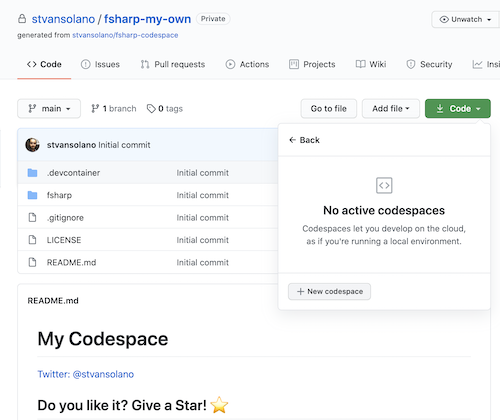 stvansolano / fsharp-my-own Private
Unwatch
generated from stvansolano/fsharp-codespace
Code Issues Pull requests Actions Projects Wiki Security
main 1 branch 0 tags Go to file Add file Code
stvansolano Initial commit
.devcontainer Initial commit
fsharp Initial commit
.gitignore Initial commit
LICENSE Initial commit
README.md Initial commit
Back
No active codespaces
Codespaces let you develop on the cloud,
as if you're running a local environment.
New codespace
README.md
My Codespace
Twitter: @stvansolano
Do you like it? Give a Star!